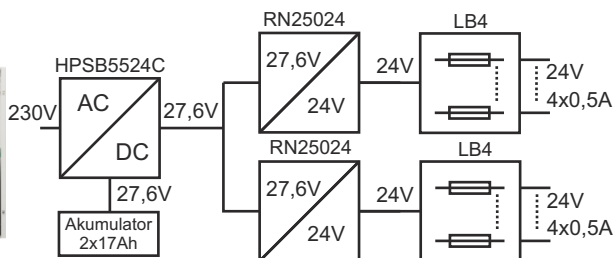 RN25024
LB4
HPSB5524C
27,6V
24V
24V
24V
4x0,5A
230V
AC
DC
27,6V
27,6V
Akumulator
2x17Ah
RN25024
LB4
27,6V
24V
24V
24V
4x0,5A